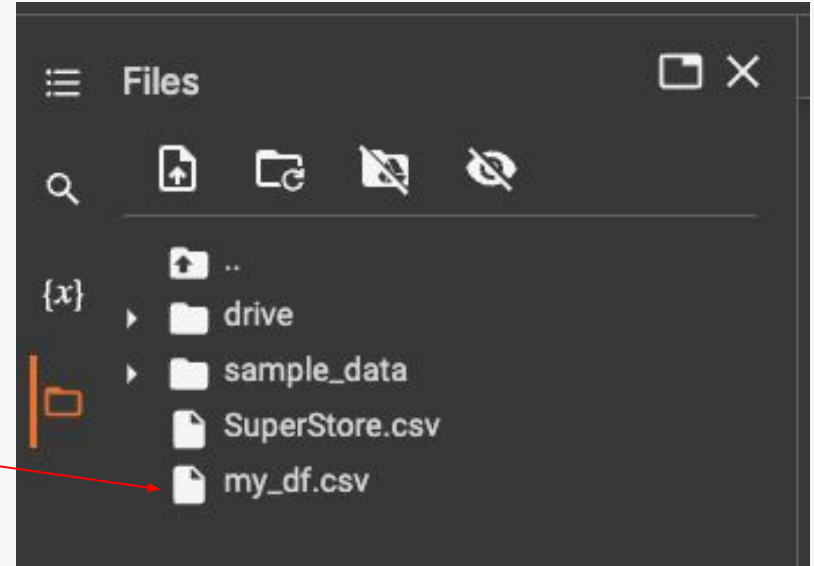 Files
..
{x}
drive
sample_data
SuperStore.csv
my_df.csv